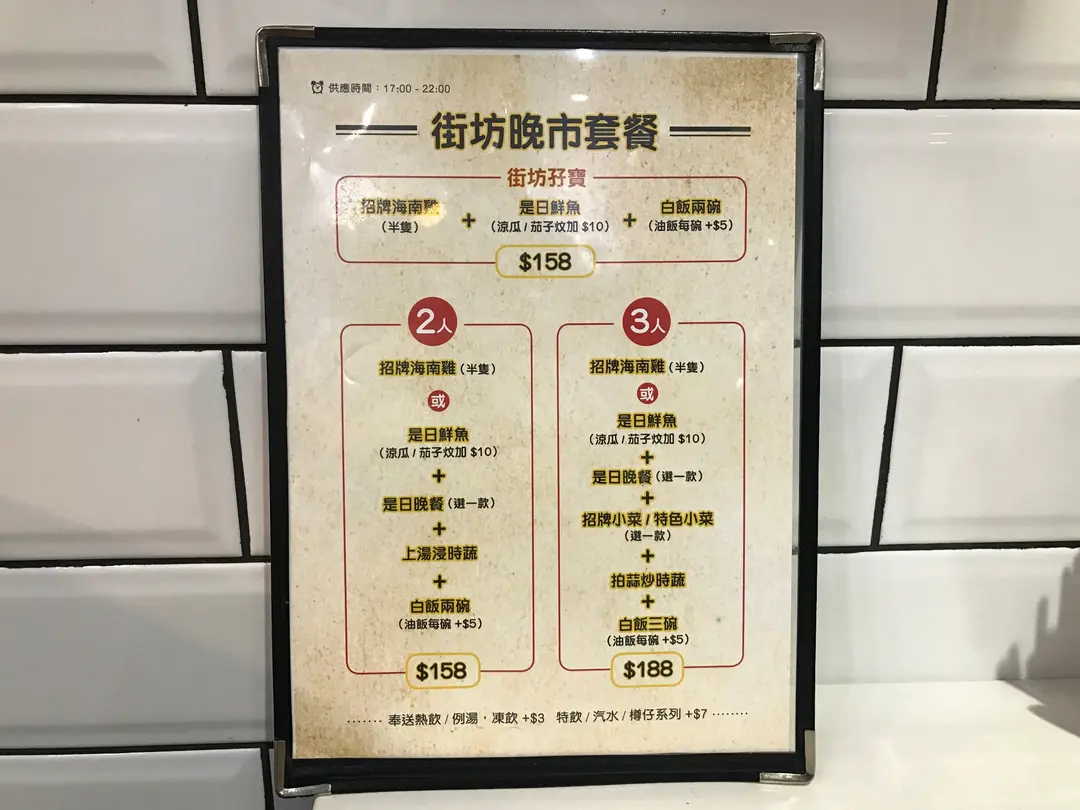 供應時間：17:00 - 22:00
街坊晚市套餐
街坊孖寶
招牌海南雞 + 是日鮮魚 + 白飯兩碗
（半隻） （涼瓜 / 茄子炆加 $10） （油飯每碗 +$5）
$158
2人
招牌海南雞（半隻）
或
是日鮮魚
（涼瓜 / 茄子炆加 $10）
+
是日晚餐（選一款）
+
上湯浸時蔬
+
白飯兩碗
（油飯每碗 +$5）
$158
3人
招牌海南雞（半隻）
或
是日鮮魚
（涼瓜 / 茄子炆加 $10）
+
是日晚餐（選一款）
+
招牌小菜 / 特色小菜
（選一款）
+
拍蒜炒時蔬
+
白飯三碗
（油飯每碗 +$5）
$188
······· 奉送熱飲 / 例湯，凍飲 +$3 特飲 / 汽水 / 樽仔系列 +$7 ········